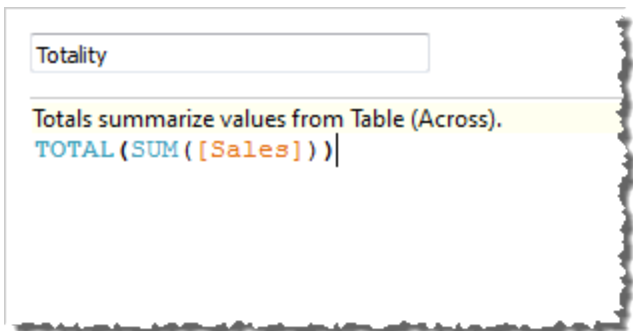 Totality
Totals summarize values from Table (Across).
TOTAL(SUM([Sales]))